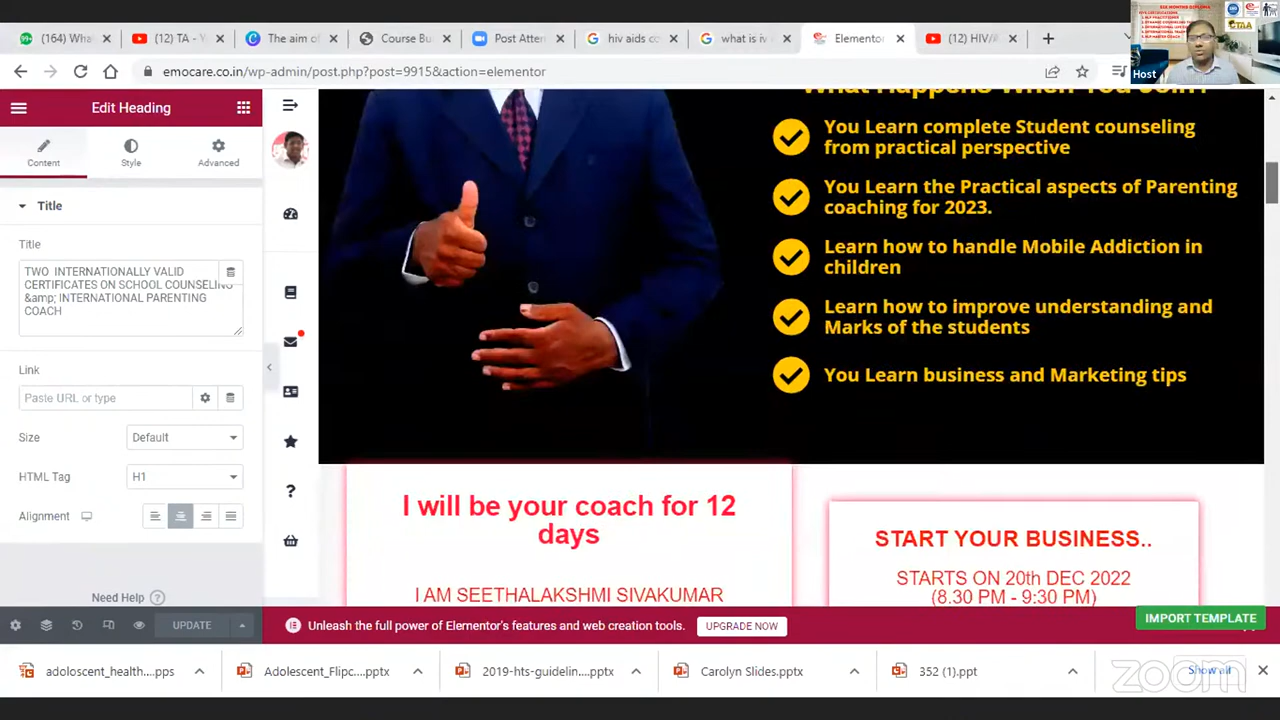 (164) Wha
(12) TA - V
The aim o
Course Bu
Post Atte
hiv aids c
Elementor
(12) HIV/A
emocare.co.in/wp-admin/post.php?post=9915&action=elementor
Host
Edit Heading
Content
Style
Advanced
Title
Title
TWO INTERNATIONALLY VALID
CERTIFICATES ON SCHOOL COUNSELING
&amp; INTERNATIONAL PARENTING
COACH
Link
Paste URL or type
Size
Default
HTML Tag
H1
Alignment
Need Help
UPDATE
What Happens When You Join?
You Learn complete Student counseling
from practical perspective
You Learn the Practical aspects of Parenting
coaching for 2023.
Learn how to handle Mobile Addiction in
children
Learn how to improve understanding and
Marks of the students
You Learn business and Marketing tips
I will be your coach for 12
days
I AM SEETHALAKSHMI SIVAKUMAR
START YOUR BUSINESS..
STARTS ON 20th DEC 2022
(8.30 PM - 9:30 PM)
Unleash the full power of Elementor's features and web creation tools.
UPGRADE NOW
IMPORT TEMPLATE
adoloscent_health....pps
Adolescent_Flipc....pptx
2019-hts-guidelin....pptx
Carolyn Slides.pptx
352 (1).ppt
Show all
zoom